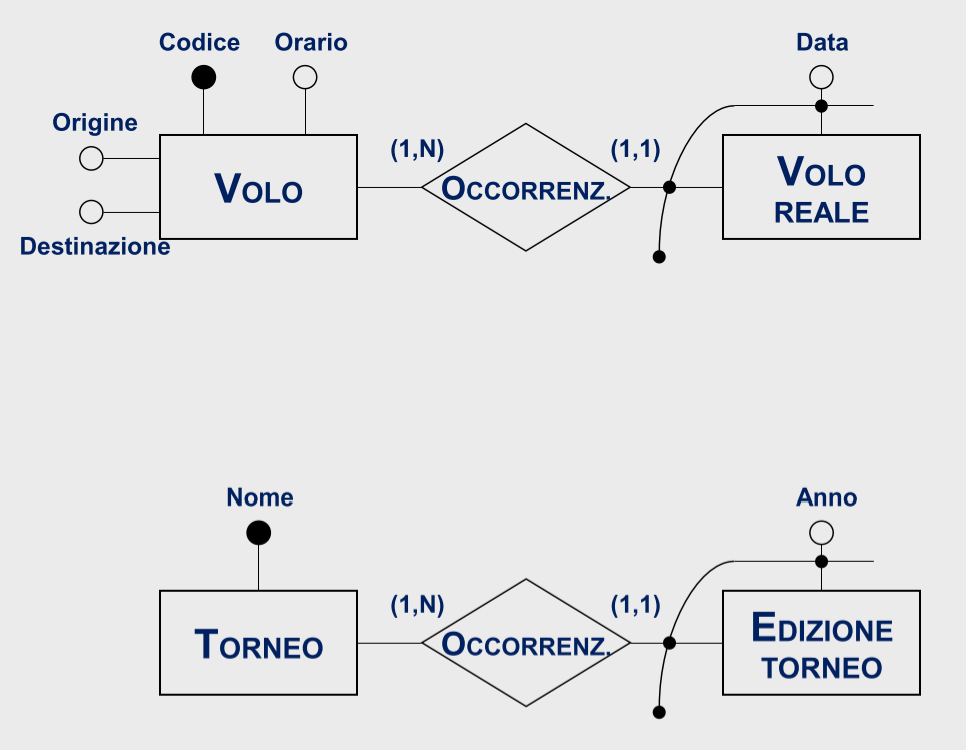 Codice Orario
Data
Origine
(1,N)
(1,1)
VOLO
OCCORRENZ.
VOLO
REALE
Destinazione
Nome
Anno
(1,N)
(1,1)
TORNEO
OCCORRENZ.
EDIZIONE
TORNEO